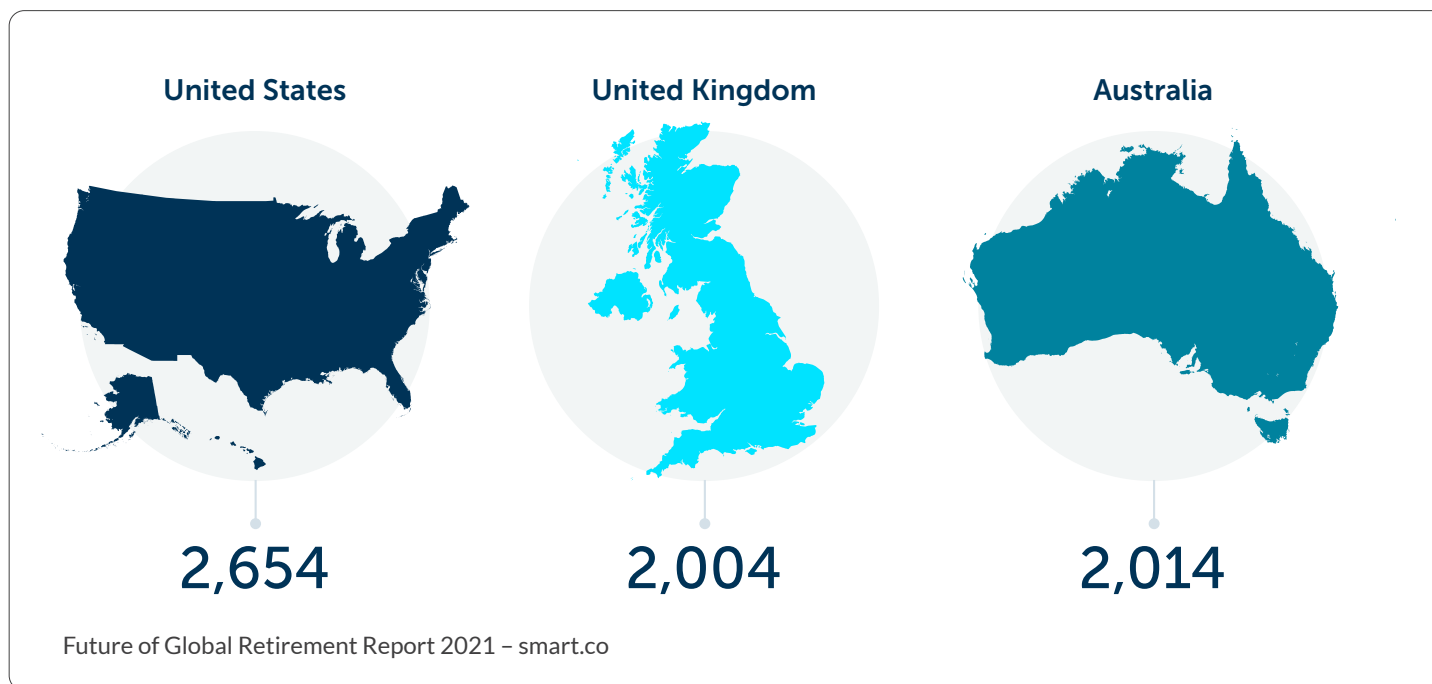 United States
United Kingdom
Australia
2,654
2,004
2,014
Future of Global Retirement Report 2021 – smart.co